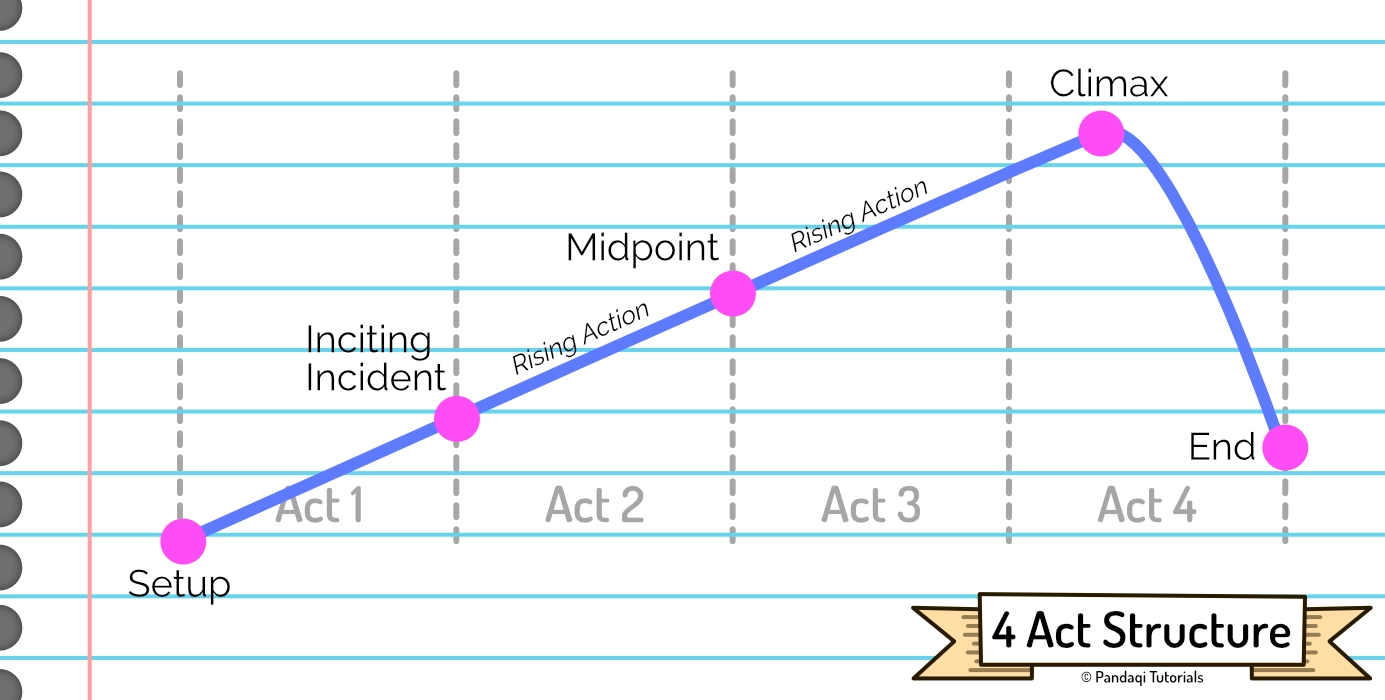 Climax
Rising Action
Midpoint
Rising Action
Inciting
Incident
End
Act 1
Act 2
Act 3
Act 4
Setup
4 Act Structure
© Pandaqi Tutorials